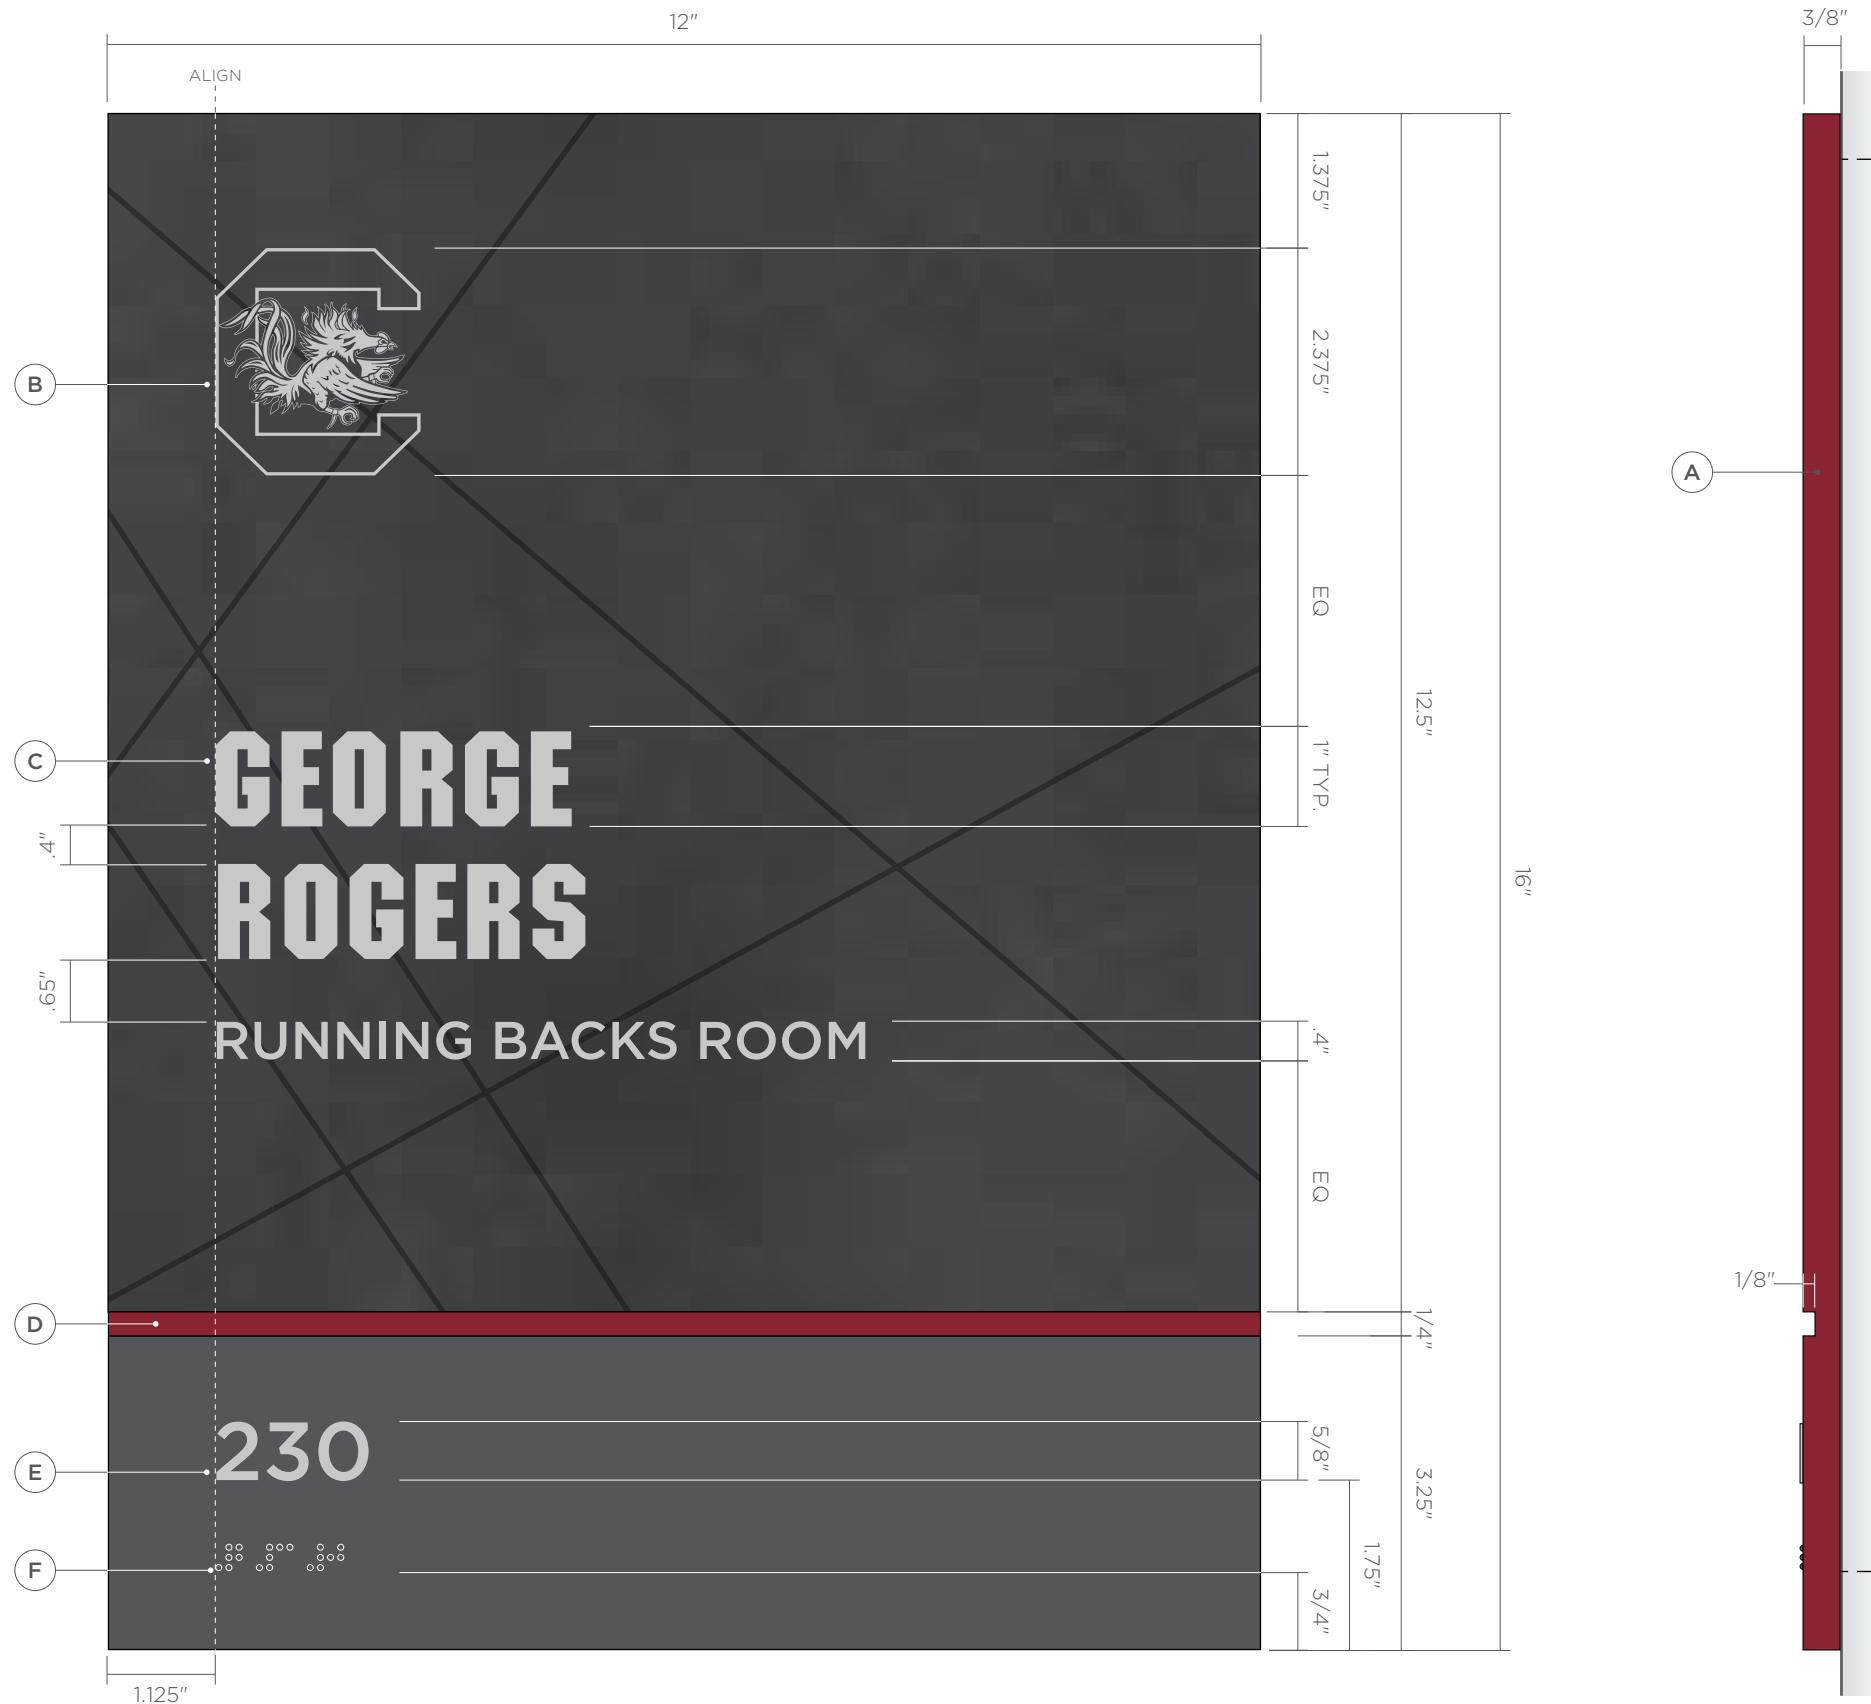 12"
3/8"
ALIGN
1.375"
B
2.375"
A
EQ
12.5"
GEORGE
C
1" TYP.
.4"
16"
ROGERS
.65"
RUNNING BACKS ROOM
.4"
EQ
1/8"
D
1/4"
230
5/8"
E
3.25"
1.75"
F
3/4"
1.125"